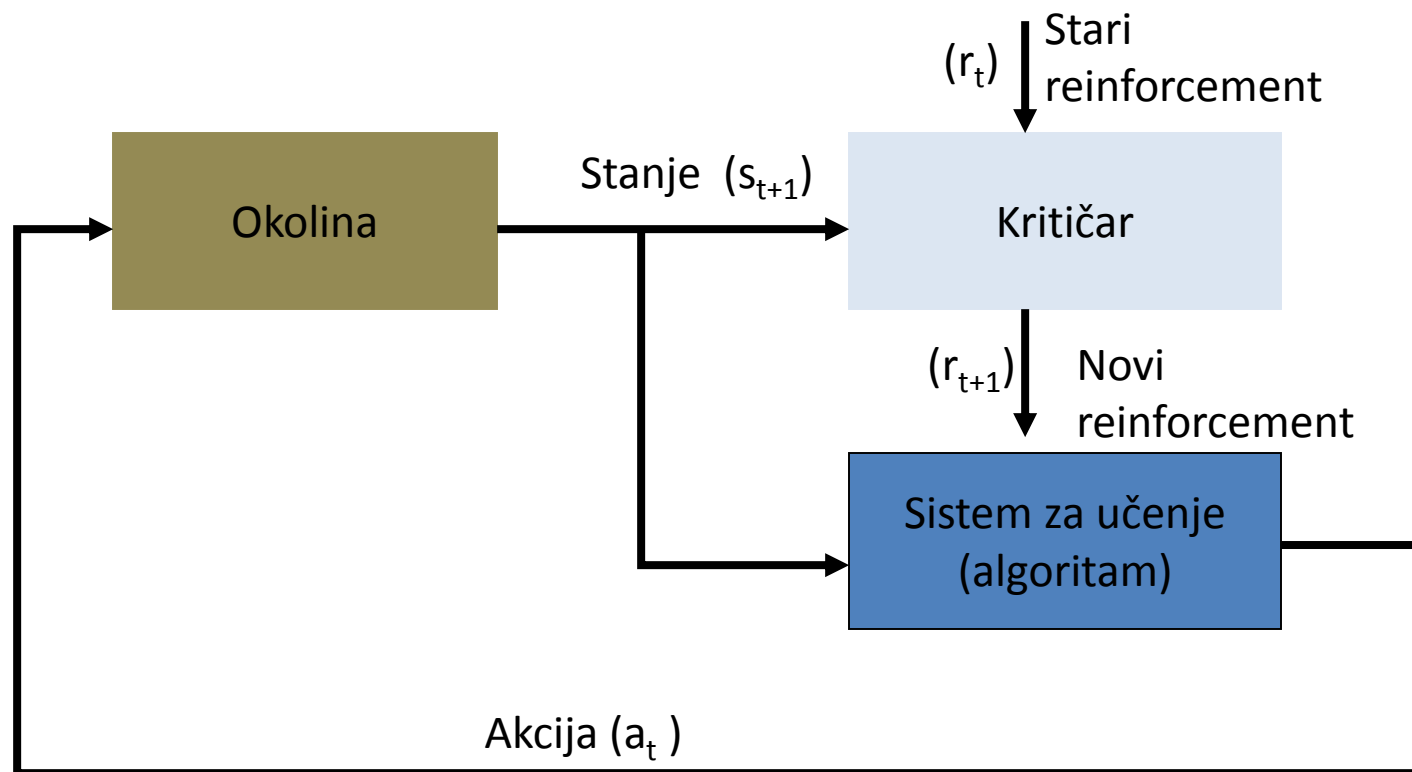 (rₜ)
Stari
reinforcement
Stanje (sₜ₊₁)
Okolina
Kritičar
(rₜ₊₁)
Novi
reinforcement
Sistem za učenje
(algoritam)
Akcija (aₜ )